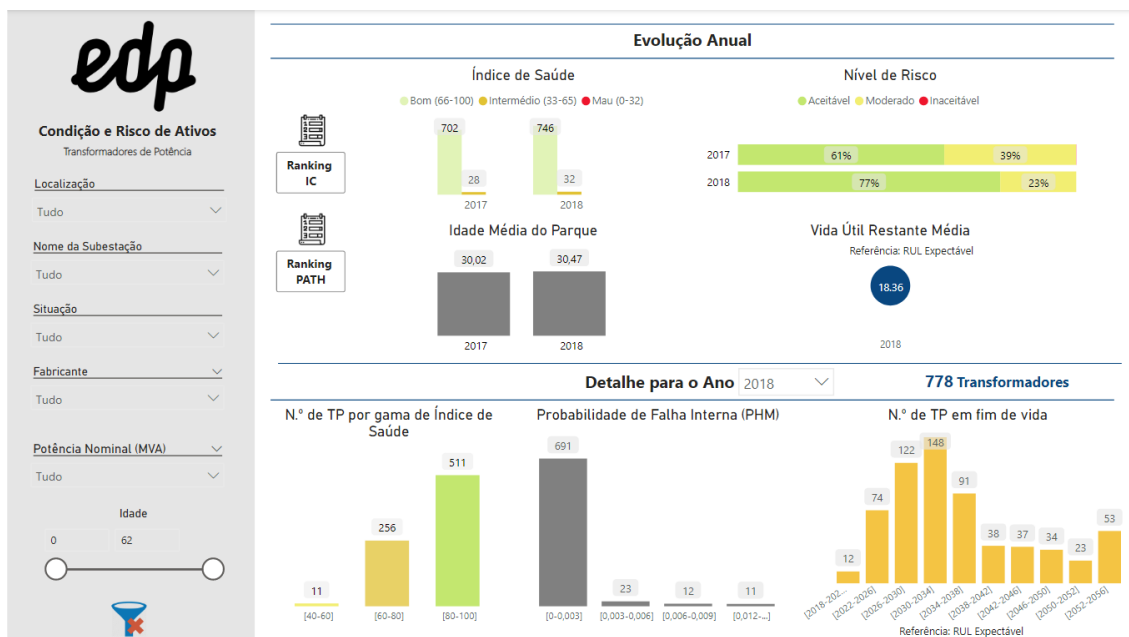 edp
Condição e Risco de Ativos
Transformadores de Potência
Localização
Tudo
Nome da Subestação
Tudo
Situação
Tudo
Fabricante
Tudo
Potência Nominal (MVA)
Tudo
Idade
0 62
Evolução Anual
Ranking
IC
Ranking
PATH
Índice de Saúde
Bom (66-100) Intermédio (33-65) Mau (0-32)
702 746
28 32
2017 2018
Nível de Risco
Aceitável Moderado Inaceitável
2017 61% 39%
2018 77% 23%
Idade Média do Parque
30,02 30,47
2017 2018
Vida Útil Restante Média
Referência: RUL Expectável
18.36
2018
Detalhe para o Ano 2018
778 Transformadores
N.º de TP por gama de Índice de
Saúde
11 256 511
[40-60] [60-80] [80-100]
Probabilidade de Falha Interna (PHM)
691 23 12 11
[0-0,003] [0,003-0,006] [0,006-0,009] [0,012-...]
N.º de TP em fim de vida
12 74 122 148 91 38 37 34 23 53
[2018-202... [2022-2026] [2026-2030] [2030-2034] [2034-2038] [2038-2042] [2042-2046] [2046-2050] [2050-2052] [2052-2056]
Referência: RUL Expectável